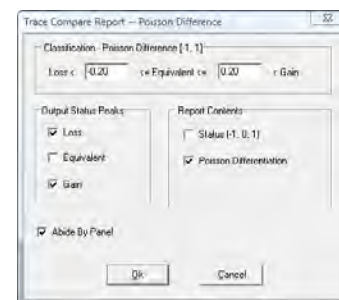 Trace Compare Report -- Poisson Difference
Classification - Poisson Difference [-1, 1]
Loss < -0.20 <= Equivalent <= 0.20 < Gain
Output Status Peaks
Loss
Equivalent
Gain
Report Contents
Status (-1, 0, 1)
Poisson Differentiation
Abide By Panel
Ok
Cancel